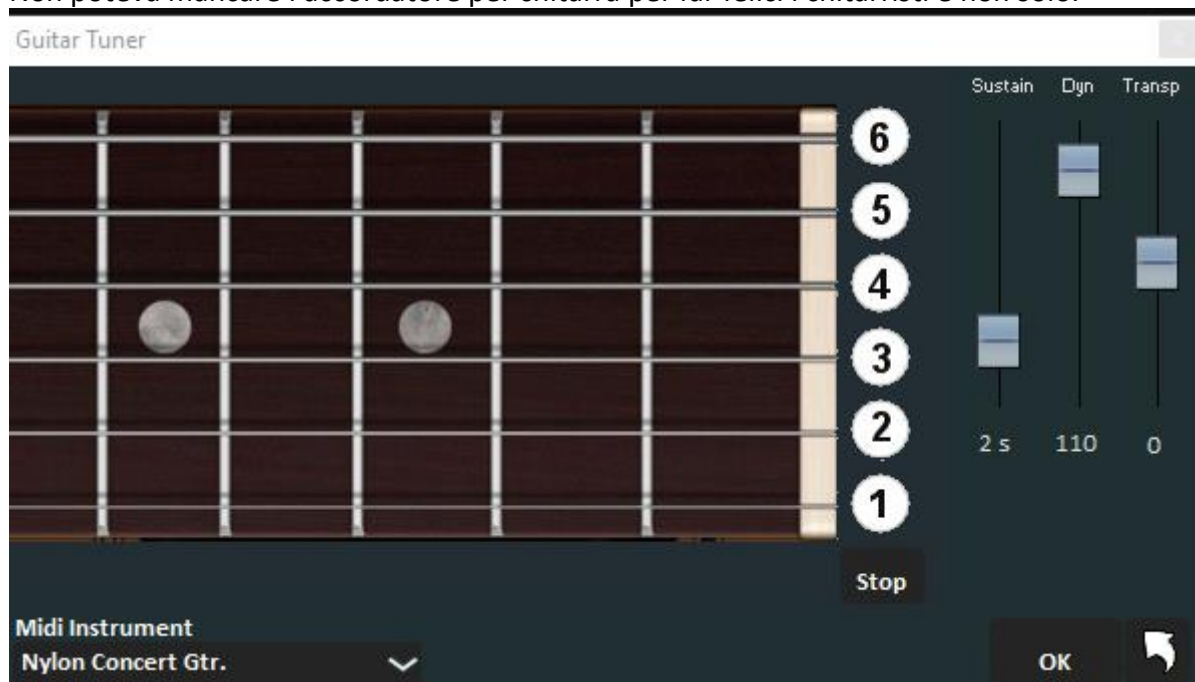 Guitar Tuner
Sustain Dyn Transp
6
5
4
3
2
1
2 s 110 0
Stop
Midi Instrument
Nylon Concert Gtr.
OK